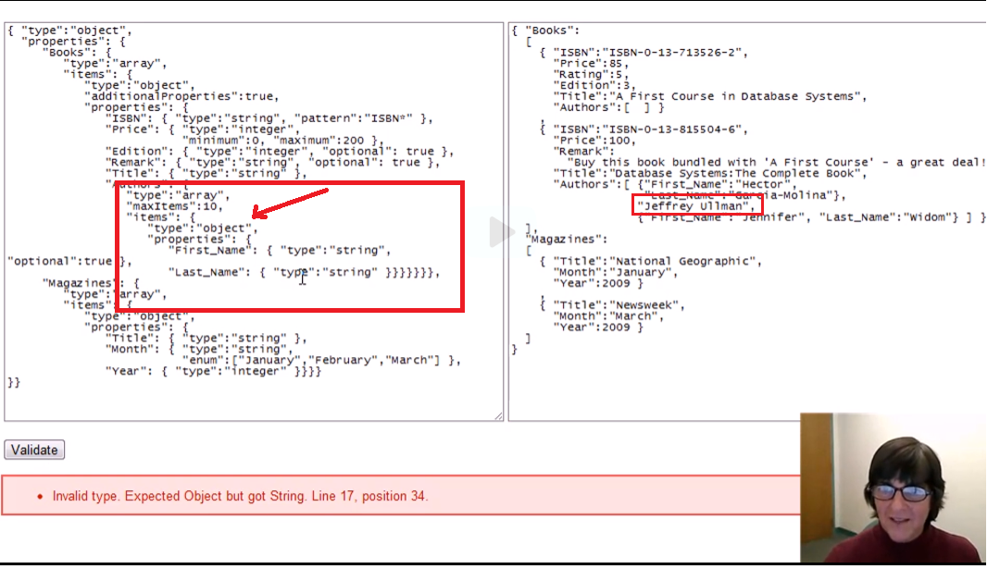 { "type":"object",
"properties": {
"Books": {
"type":"array",
"items": {
"type":"object",
"additionalProperties":true,
"properties": {
"ISBN": { "type":"string", "pattern":"ISBN*" },
"Price": { "type":"integer",
"minimum":0, "maximum":200 },
"Edition": { "type":"integer", "optional": true },
"Remark": { "type":"string", "optional": true },
"Title": { "type":"string" },
"Authors": {
"type":"array",
"maxItems":10,
"items": {
"type":"object",
"properties": {
"First_Name": { "type":"string",
"optional":true },
"Last_Name": { "type":"string" }}}}}}},
"Magazines": {
"type":"array",
"items": {
"type":"object",
"properties": {
"Title": { "type":"string" },
"Month": { "type":"string",
"enum":["January","February","March"] },
"Year": { "type":"integer" }}}}
}}
{ "Books":
[
{ "ISBN":"ISBN-0-13-713526-2",
"Price":85,
"Rating":5,
"Edition":3,
"Title":"A First Course in Database Systems",
"Authors":[ ] }
,
{ "ISBN":"ISBN-0-13-815504-6",
"Price":100,
"Remark":
"Buy this book bundled with 'A First Course' - a great deal!
"Title":"Database Systems:The Complete Book",
"Authors":[ {"First_Name":"Hector",
"Last_Name":"Garcia-Molina"},
"Jeffrey Ullman",
{"First_Name":"Jennifer", "Last_Name":"Widom"} ] }
],
"Magazines":
[
{ "Title":"National Geographic",
"Month":"January",
"Year":2009 }
,
{ "Title":"Newsweek",
"Month":"March",
"Year":2009 }
]
}
Validate
• Invalid type. Expected Object but got String. Line 17, position 34.